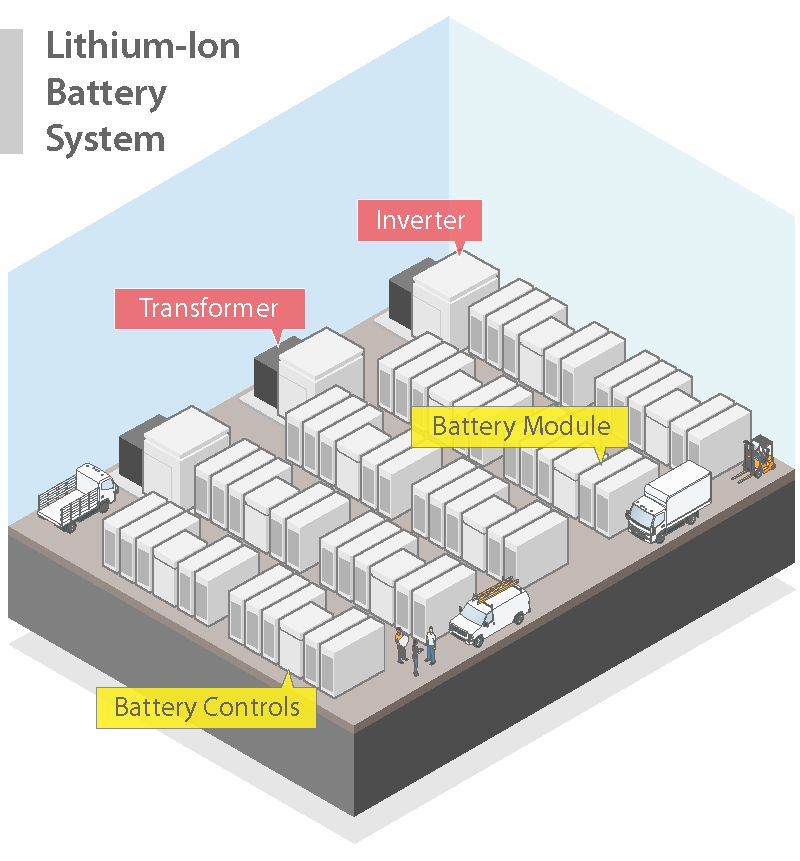 Lithium-Ion
Battery
System
Inverter
Transformer
Battery Module
Battery Controls